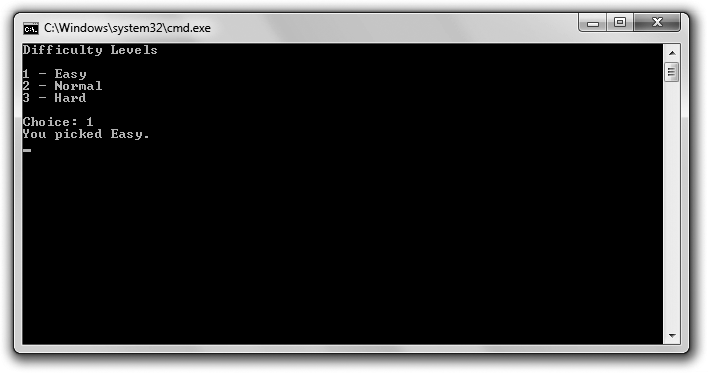 C:\Windows\system32\cmd.exe
Difficulty Levels
1 - Easy
2 - Normal
3 - Hard
Choice: 1
You picked Easy.